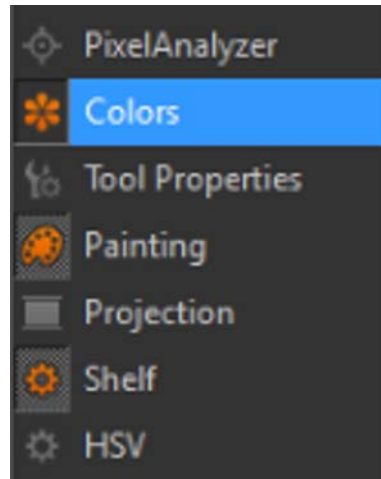 PixelAnalyzer
Colors
Tool Properties
Painting
Projection
Shelf
HSV